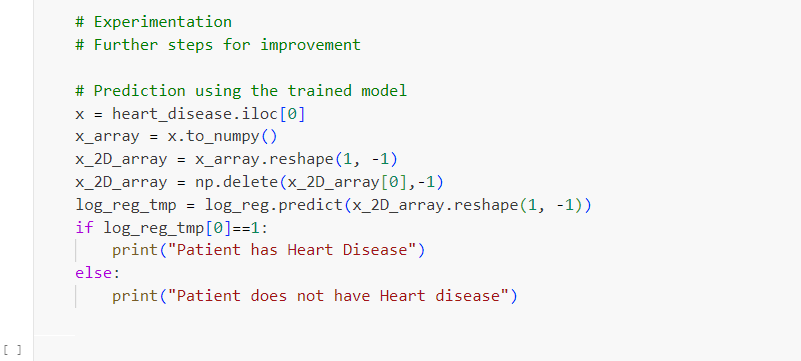 # Experimentation
# Further steps for improvement
# Prediction using the trained model
x = heart_disease.iloc[0]
x_array = x.to_numpy()
x_2D_array = x_array.reshape(1, -1)
x_2D_array = np.delete(x_2D_array[0],-1)
log_reg_tmp = log_reg.predict(x_2D_array.reshape(1, -1))
if log_reg_tmp[0]==1:
    print("Patient has Heart Disease")
else:
    print("Patient does not have Heart disease")
[ ]